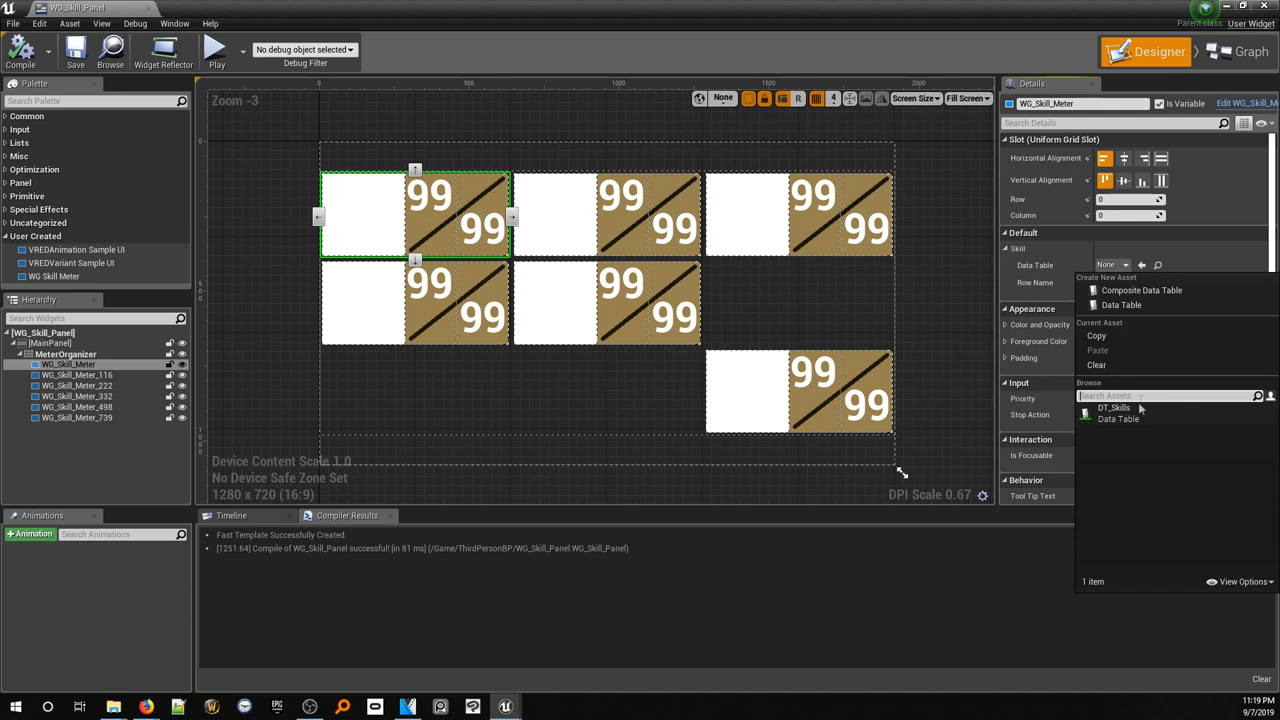 WG_Skill_Panel
Parent class: User Widget
File Edit Asset View Debug Window Help
Compile Save Browse Widget Reflector Play
No debug object selected
Debug Filter
Designer Graph
Palette
Search Palette
Common
Input
Lists
Misc
Optimization
Panel
Primitive
Special Effects
Uncategorized
User Created
VREDAnimation Sample UI
VREDVariant Sample UI
WG Skill Meter
Hierarchy
Search Widgets
[WG_Skill_Panel]
[MainPanel]
MeterOrganizer
WG_Skill_Meter
WG_Skill_Meter_116
WG_Skill_Meter_222
WG_Skill_Meter_332
WG_Skill_Meter_498
WG_Skill_Meter_739
Animations
+Animation
Search Animations
0 500 1000 1500 2000
Zoom -3
None R 4 Screen Size Fill Screen
0
500
1000
99 99 99
99 99 99
99 99
99 99
99
99
Device Content Scale 1.0
No Device Safe Zone Set
1280 x 720 (16:9)
DPI Scale 0.67
Timeline Compiler Results
Fast Template Successfully Created.
[1251.64] Compile of WG_Skill_Panel successful! [in 81 ms] (/Game/ThirdPersonBP/WG_Skill_Panel.WG_Skill_Panel)
Clear
Details
WG_Skill_Meter Is Variable Edit WG_Skill_M
Search Details
Slot (Uniform Grid Slot)
Horizontal Alignment
Vertical Alignment
Row 0
Column 0
Default
Skill
Data Table None
Row Name
Appearance
Color and Opacity
Foreground Color
Padding
Input
Priority
Stop Action
Interaction
Is Focusable
Behavior
Tool Tip Text
Create New Asset
Composite Data Table
Data Table
Current Asset
Copy
Paste
Clear
Browse
Search Assets
DT_Skills
Data Table
1 item
View Options
EPIC
11:19 PM
9/7/2019